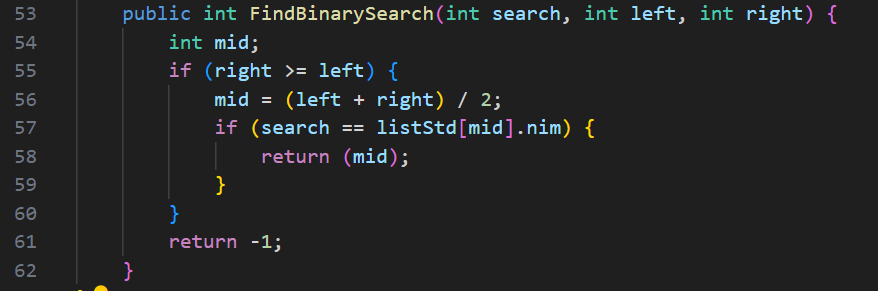 53 public int FindBinarySearch(int search, int left, int right) {
54 int mid;
55 if (right >= left) {
56 mid = (left + right) / 2;
57 if (search == listStd[mid].nim) {
58 return (mid);
59 }
60 }
61 return -1;
62 }